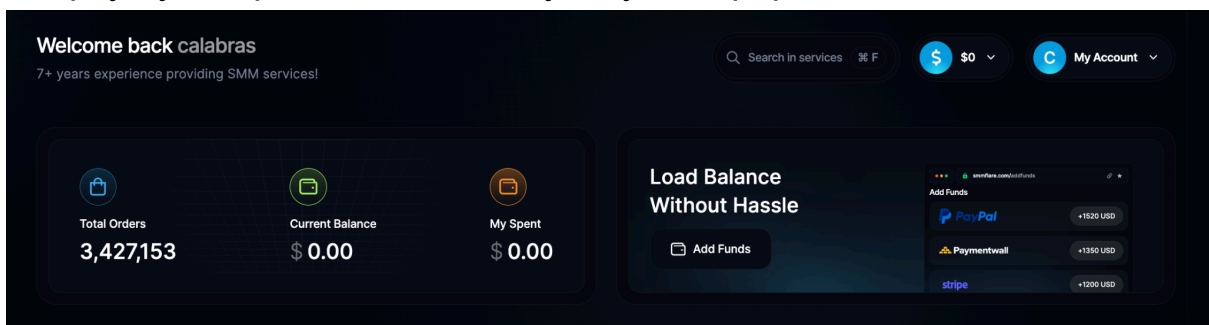 Welcome back calabras
7+ years experience providing SMM services!
Search in services ⌘ F
$ $0
C My Account
Total Orders
3,427,153
Current Balance
$ 0.00
My Spent
$ 0.00
Load Balance
Without Hassle
Add Funds
smmflare.com/addfunds
Add Funds
PayPal +1520 USD
Paymentwall +1350 USD
stripe +1200 USD